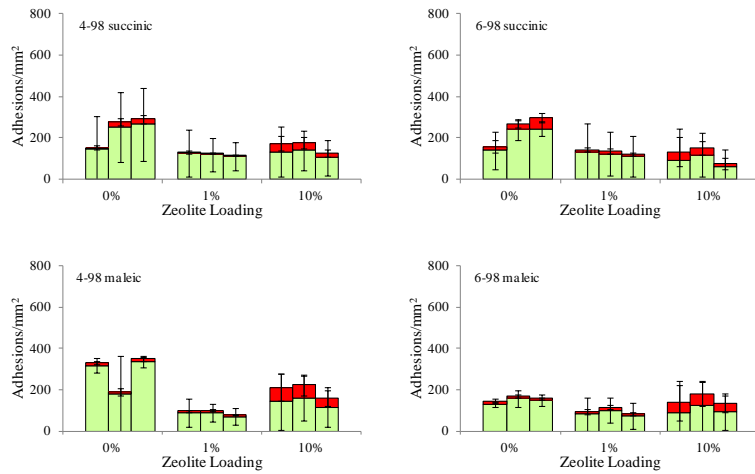 4-98 succinic
Adhesions/mm²
800
600
400
200
0
0% 1% 10%
Zeolite Loading
6-98 succinic
Adhesions/mm²
800
600
400
200
0
0% 1% 10%
Zeolite Loading
4-98 maleic
Adhesions/mm²
800
600
400
200
0
0% 1% 10%
Zeolite Loading
6-98 maleic
Adhesions/mm²
800
600
400
200
0
0% 1% 10%
Zeolite Loading